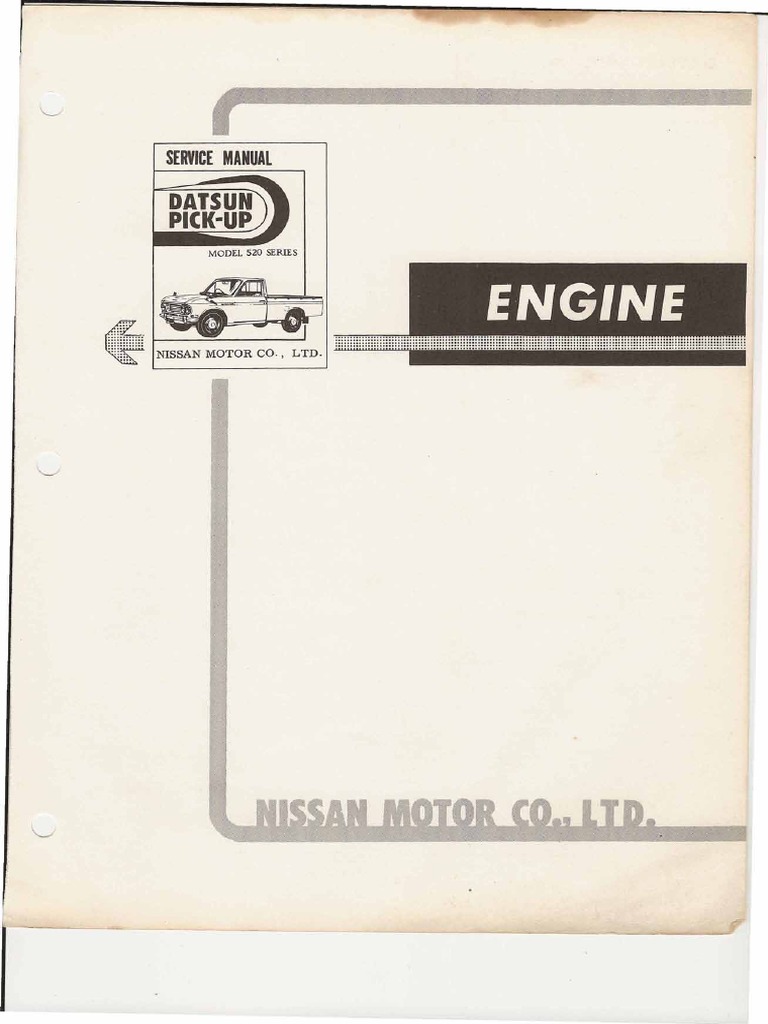 SERVICE MANUAL
DATSUN
PICK-UP
MODEL 520 SERIES
NISSAN MOTOR CO., LTD.
ENGINE
NISSAN MOTOR CO., LTD.